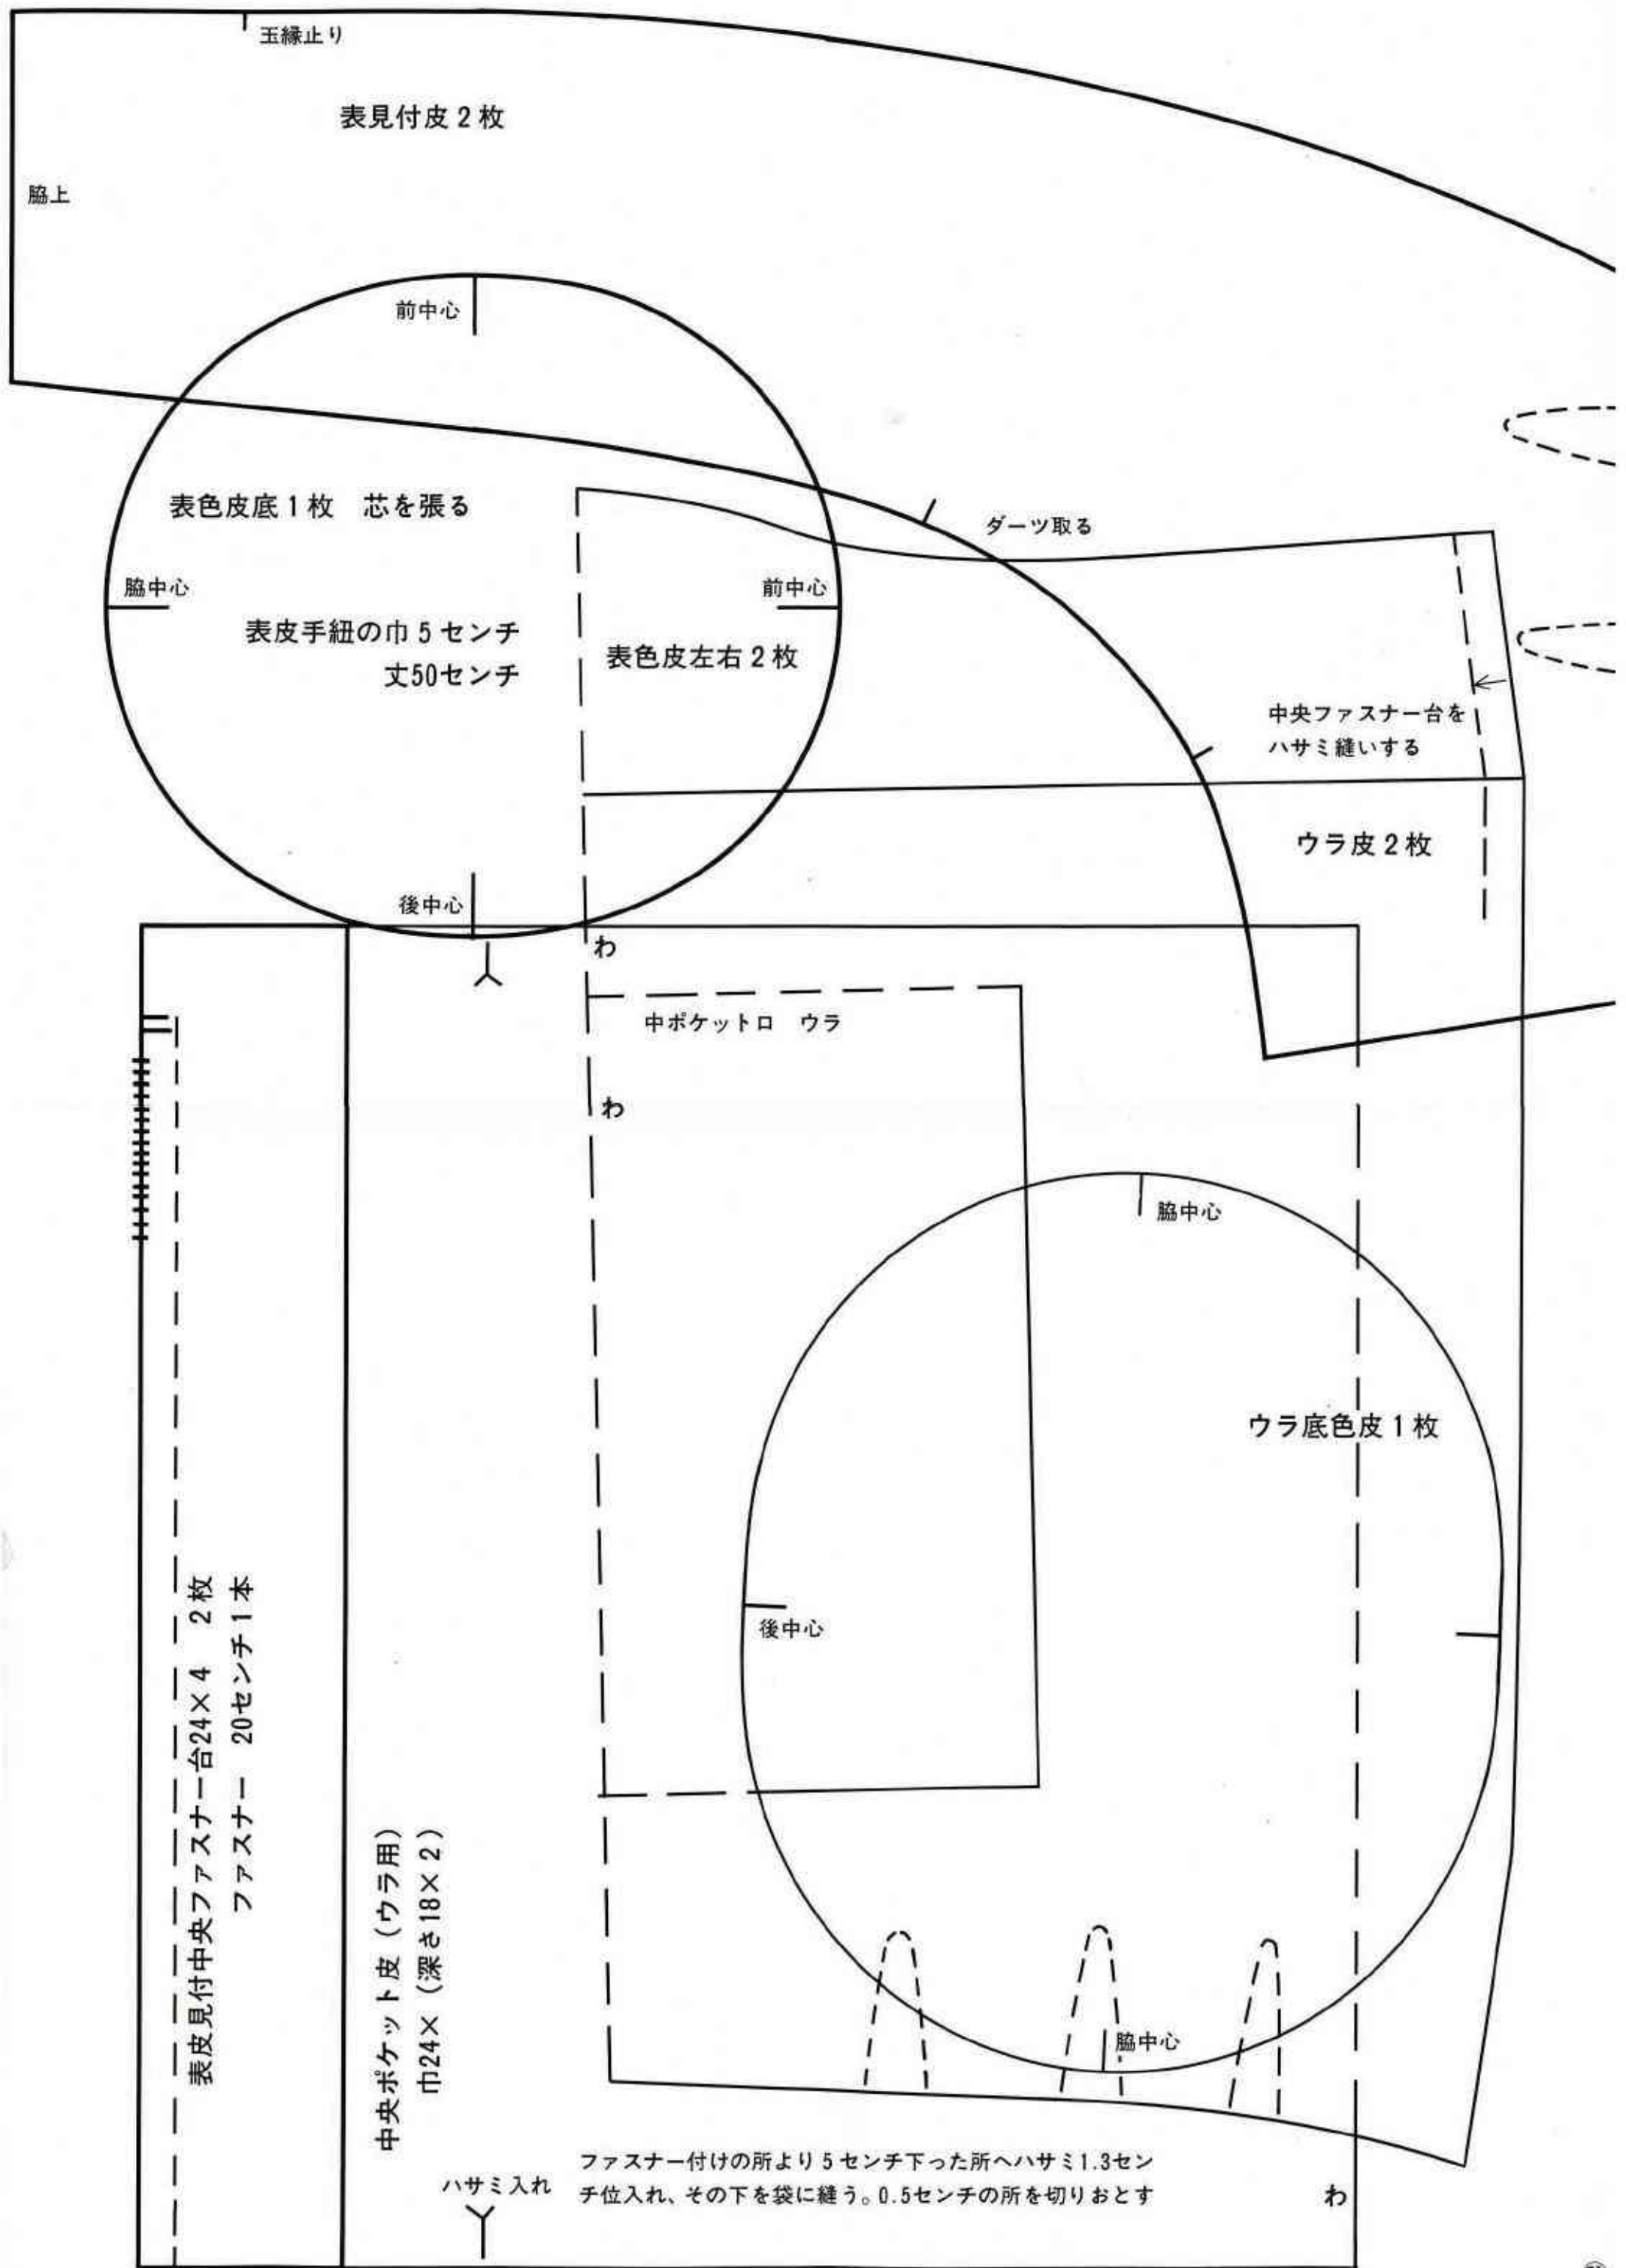 玉縁止り
表見付皮2枚
脇上
前中心
表色皮底1枚　芯を張る
ダーツ取る
脇中心
前中心
表皮手紐の巾5センチ
丈50センチ
表色皮左右2枚
中央ファスナー台を
ハサミ縫いする
ウラ皮2枚
後中心
わ
中ポケット口　ウラ
わ
脇中心
ウラ底色皮1枚
後中心
表皮見付中央ファスナー台24×4　2枚
ファスナー　20センチ1本
中央ポケット皮（ウラ用）
巾24×（深さ18×2）
脇中心
ハサミ入れ
ファスナー付けの所より5センチ下った所へハサミ1.3セン
チ位入れ、その下を袋に縫う。0.5センチの所を切りおとす
わ